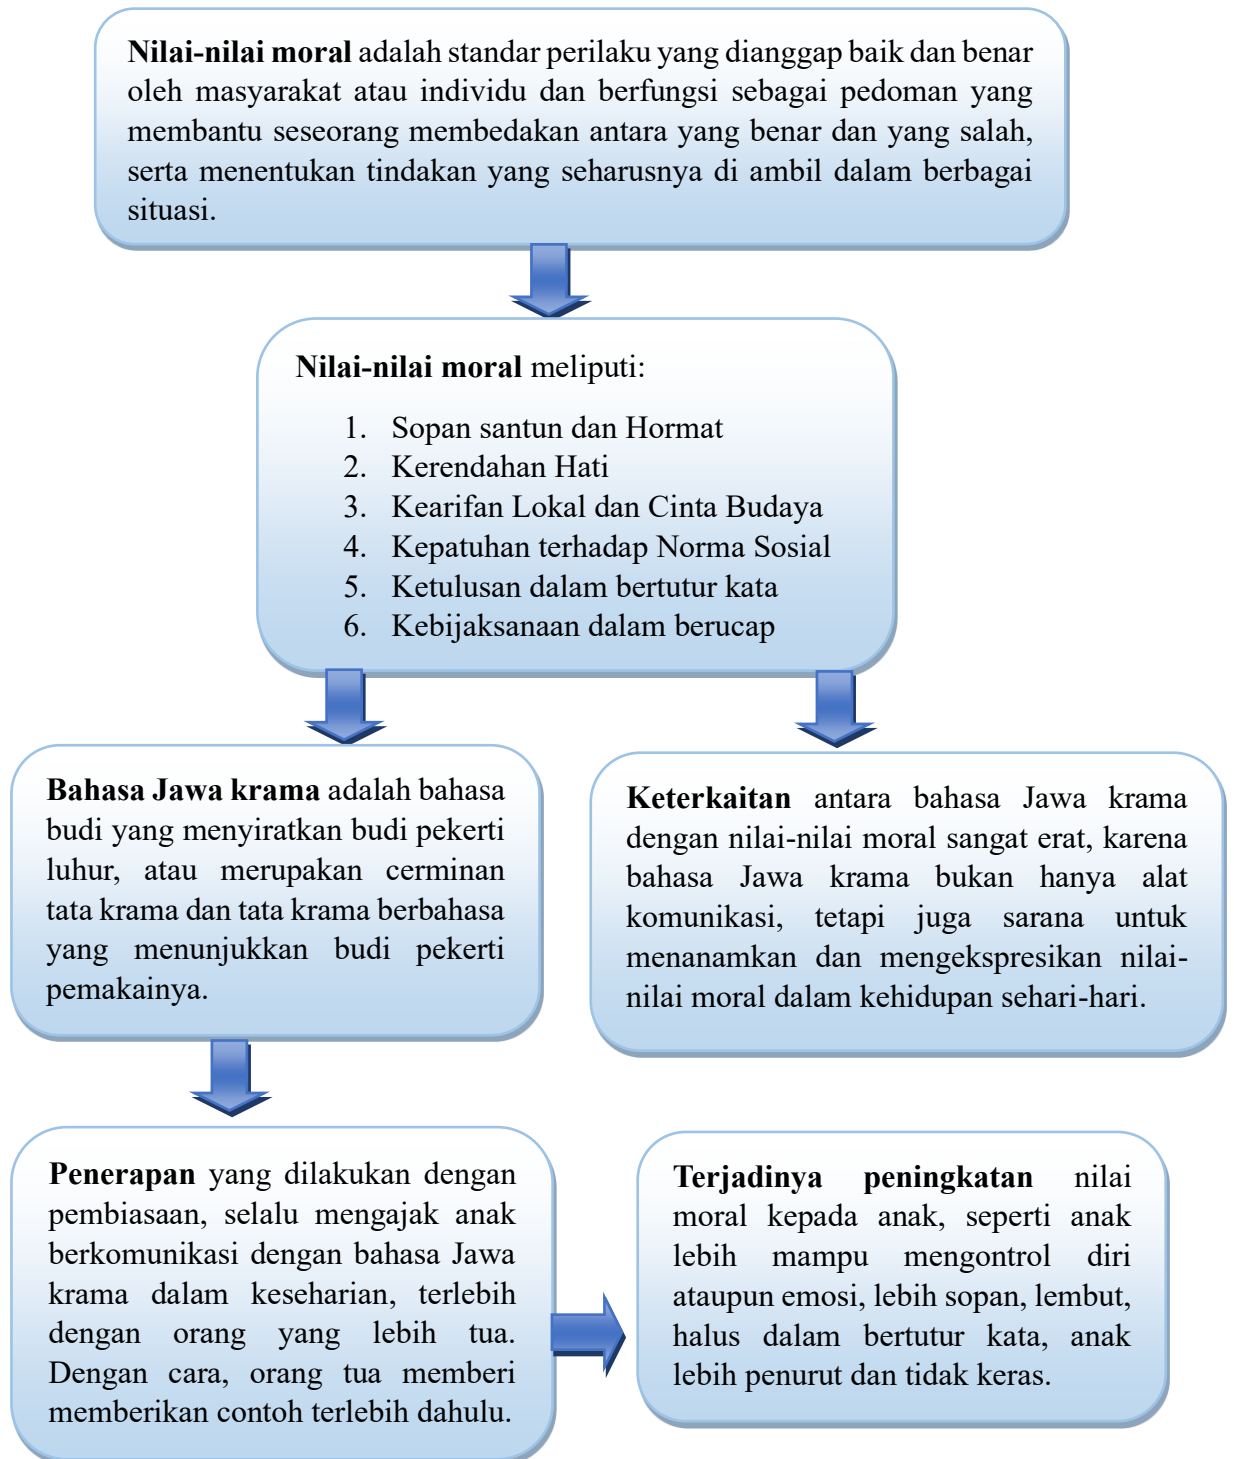 Nilai-nilai moral adalah standar perilaku yang dianggap baik dan benar
oleh masyarakat atau individu dan berfungsi sebagai pedoman yang
membantu seseorang membedakan antara yang benar dan yang salah,
serta menentukan tindakan yang seharusnya di ambil dalam berbagai
situasi.
Nilai-nilai moral meliputi:
1. Sopan santun dan Hormat
2. Kerendahan Hati
3. Kearifan Lokal dan Cinta Budaya
4. Kepatuhan terhadap Norma Sosial
5. Ketulusan dalam bertutur kata
6. Kebijaksanaan dalam berucap
Bahasa Jawa krama adalah bahasa
budi yang menyiratkan budi pekerti
luhur, atau merupakan cerminan
tata krama dan tata krama berbahasa
yang menunjukkan budi pekerti
pemakainya.
Keterkaitan antara bahasa Jawa krama
dengan nilai-nilai moral sangat erat, karena
bahasa Jawa krama bukan hanya alat
komunikasi, tetapi juga sarana untuk
menanamkan dan mengekspresikan nilai-
nilai moral dalam kehidupan sehari-hari.
Penerapan yang dilakukan dengan
pembiasaan, selalu mengajak anak
berkomunikasi dengan bahasa Jawa
krama dalam keseharian, terlebih
dengan orang yang lebih tua.
Dengan cara, orang tua memberi
memberikan contoh terlebih dahulu.
Terjadinya peningkatan nilai
moral kepada anak, seperti anak
lebih mampu mengontrol diri
ataupun emosi, lebih sopan, lembut,
halus dalam bertutur kata, anak
lebih penurut dan tidak keras.